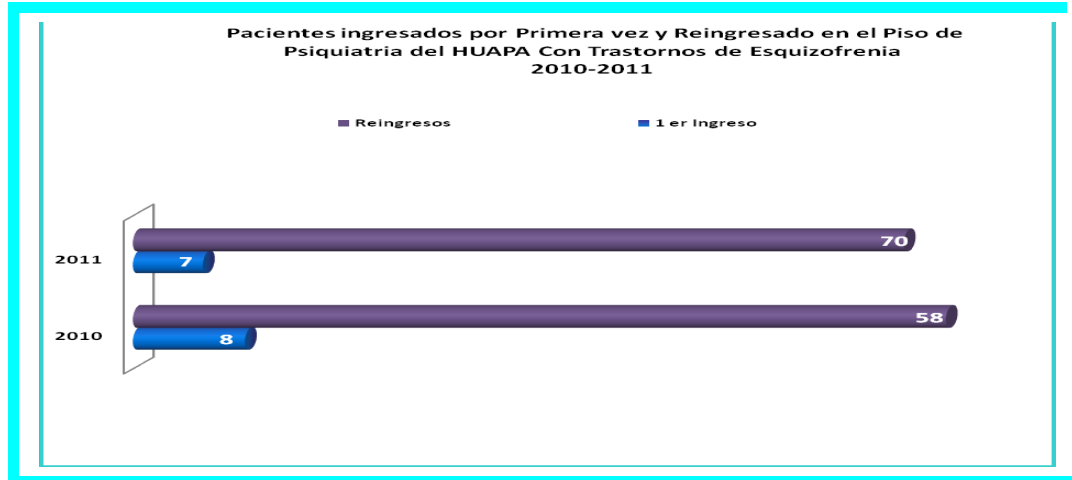 Pacientes ingresados por Primera vez y Reingresado en el Piso de
Psiquiatria del HUAPA Con Trastornos de Esquizofrenia
2010-2011
Reingresos 1 er Ingreso
70
2011 7
58
2010 8